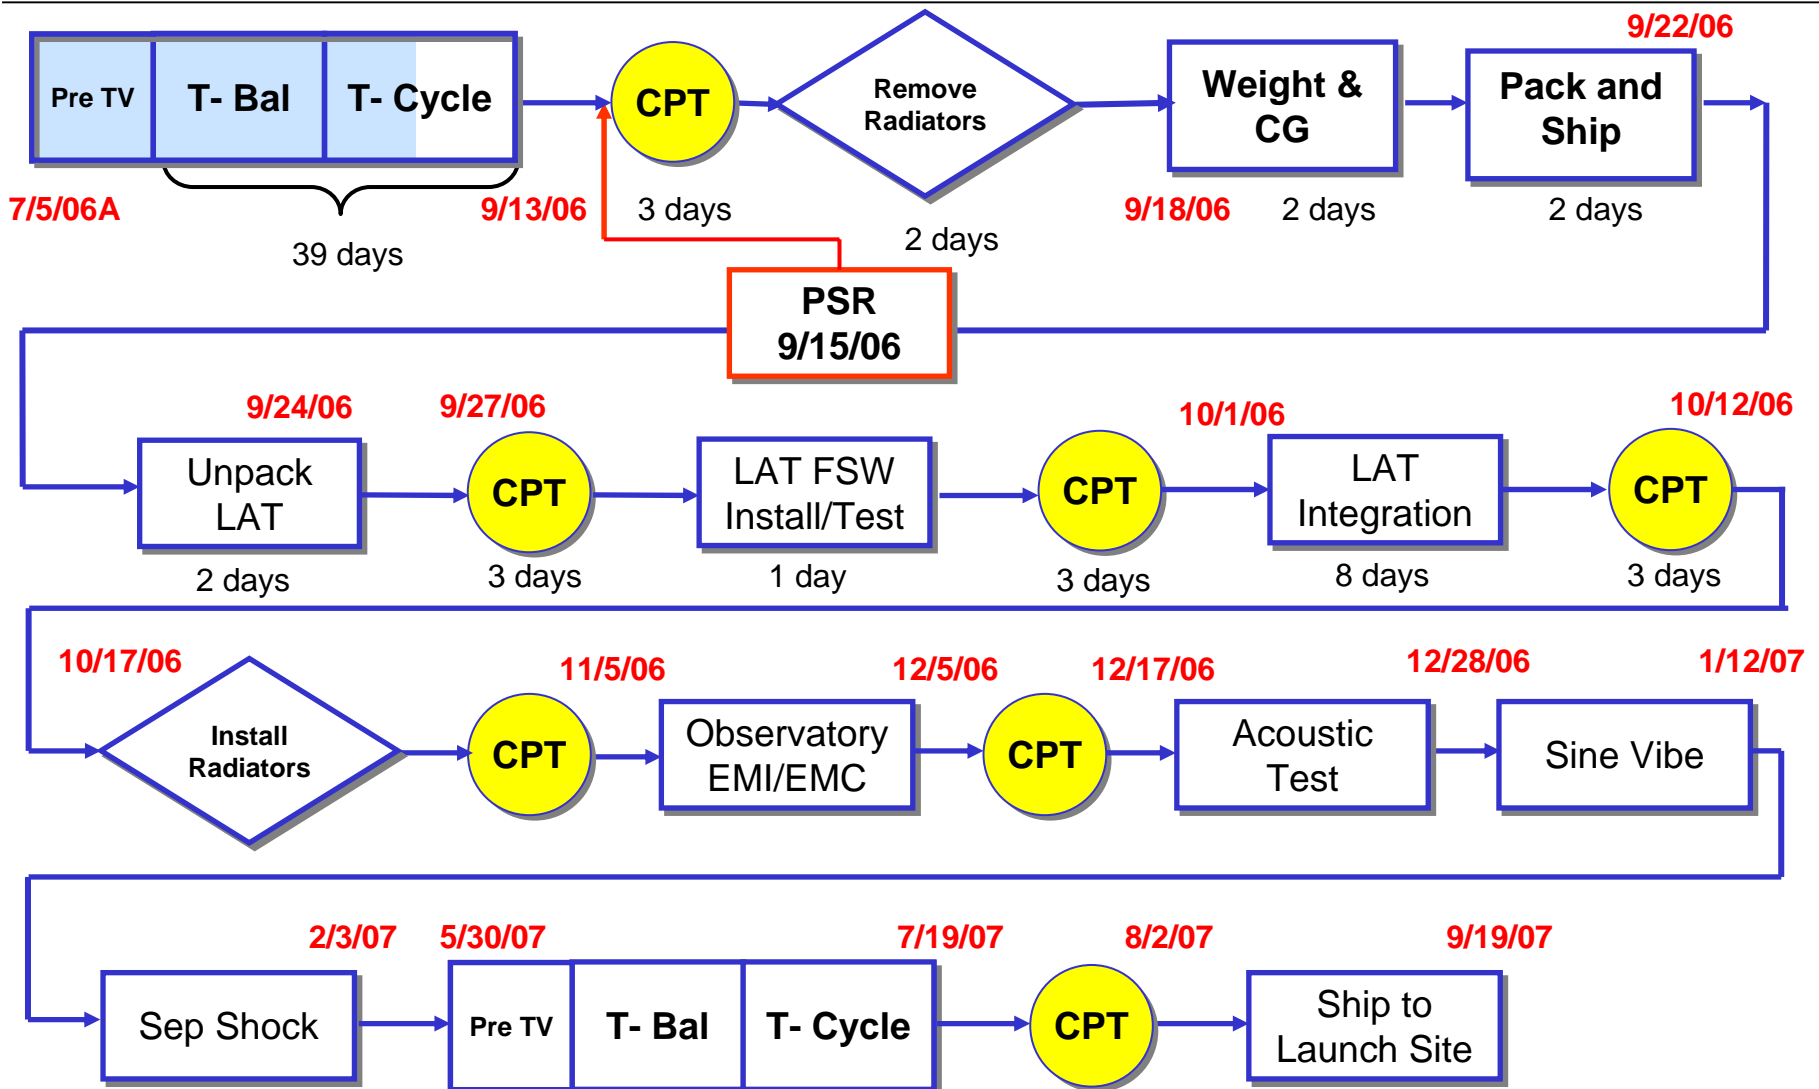 9/22/06
Pre TV
T- Bal
T- Cycle
CPT
Remove
Radiators
Weight &
CG
Pack and
Ship
7/5/06A
9/13/06
3 days
9/18/06
2 days
2 days
39 days
2 days
PSR
9/15/06
9/24/06
9/27/06
10/1/06
10/12/06
Unpack
LAT
CPT
LAT FSW
Install/Test
CPT
LAT
Integration
CPT
2 days
3 days
1 day
3 days
8 days
3 days
10/17/06
11/5/06
12/5/06
12/17/06
12/28/06
1/12/07
Install
Radiators
CPT
Observatory
EMI/EMC
CPT
Acoustic
Test
Sine Vibe
2/3/07
5/30/07
7/19/07
8/2/07
9/19/07
Sep Shock
Pre TV
T- Bal
T- Cycle
CPT
Ship to
Launch Site